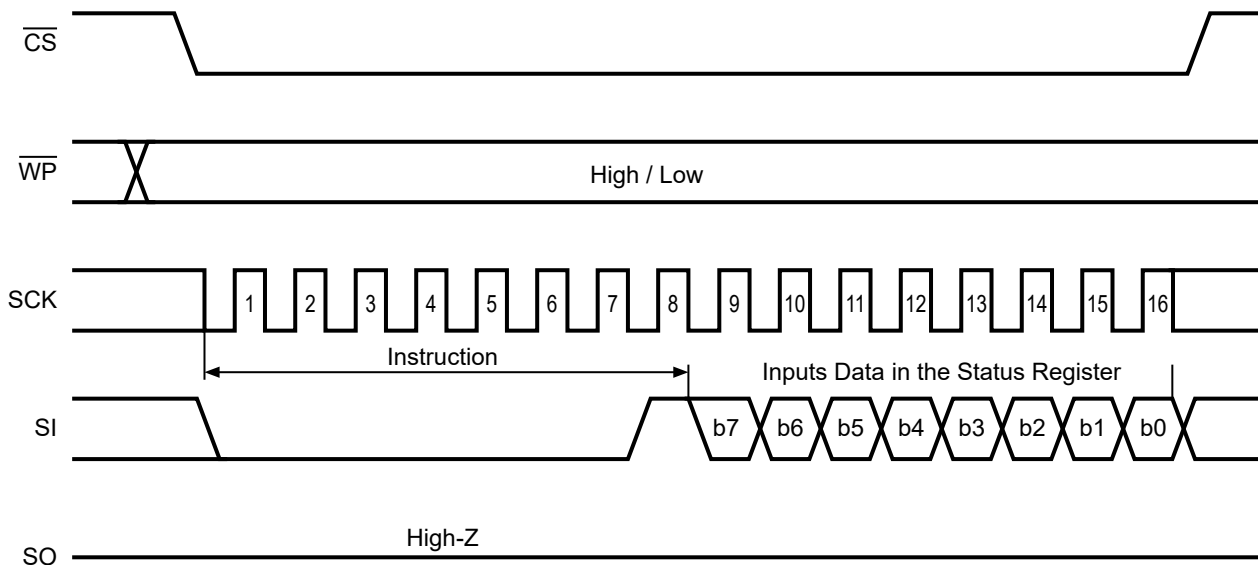 CS
WP
High / Low
SCK
1 2 3 4 5 6 7 8 9 10 11 12 13 14 15 16
Instruction
Inputs Data in the Status Register
SI
b7 b6 b5 b4 b3 b2 b1 b0
High-Z
SO